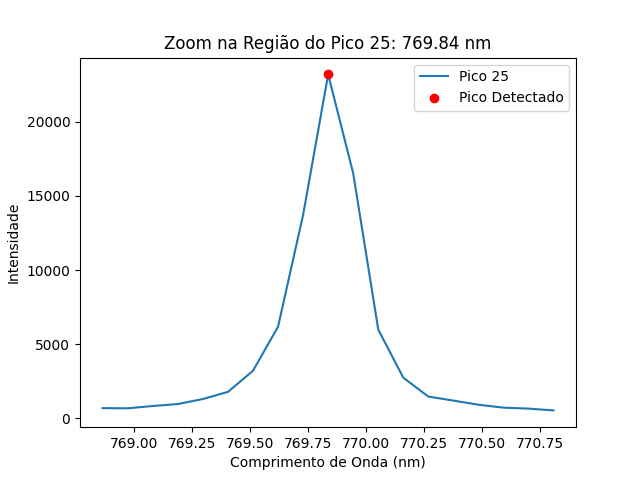 Zoom na Região do Pico 25: 769.84 nm
Pico 25
Pico Detectado
Intensidade
20000
15000
10000
5000
0
769.00 769.25 769.50 769.75 770.00 770.25 770.50 770.75
Comprimento de Onda (nm)